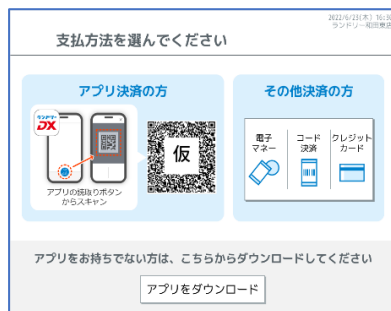 2022/6/23(木) 16:30
ランドリー和田東店
支払方法を選んでください
アプリ決済の方
その他決済の方
ランドリー
DX
仮
アプリの読取りボタン
からスキャン
電子
マネー
コード
決済
クレジット
カード
アプリをお持ちでない方は、こちらからダウンロードしてください
アプリをダウンロード